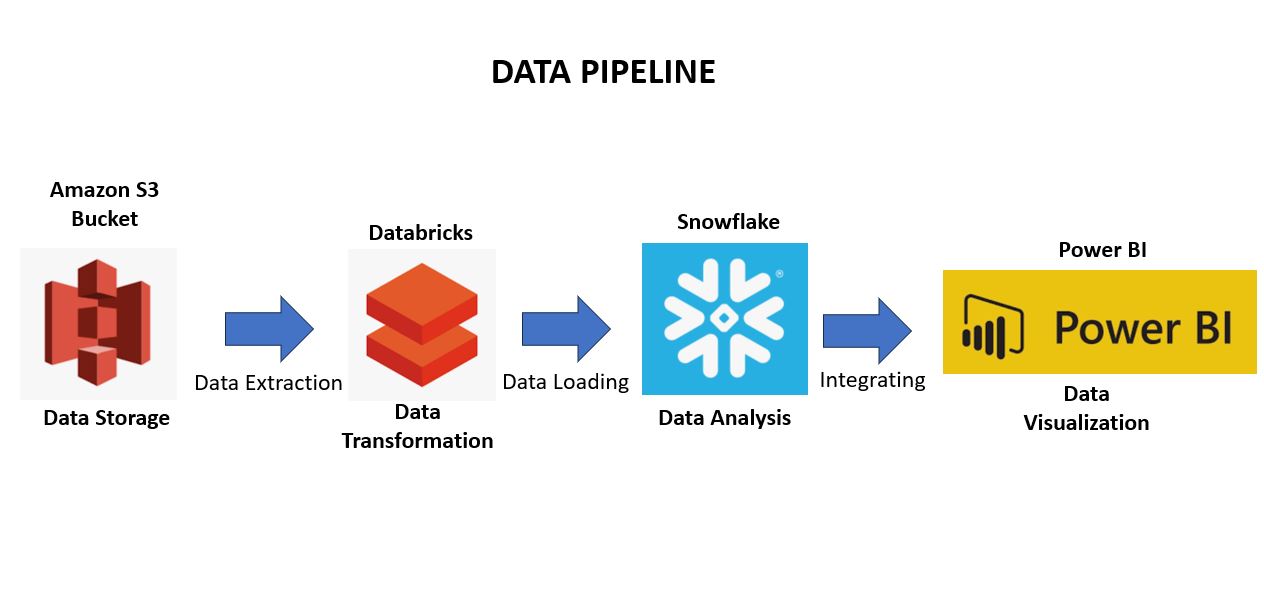 DATA PIPELINE
Amazon S3
Bucket
Data Storage
Data Extraction
Databricks
Data
Transformation
Data Loading
Snowflake
®
Data Analysis
Integrating
Power BI
Power BI
Data
Visualization